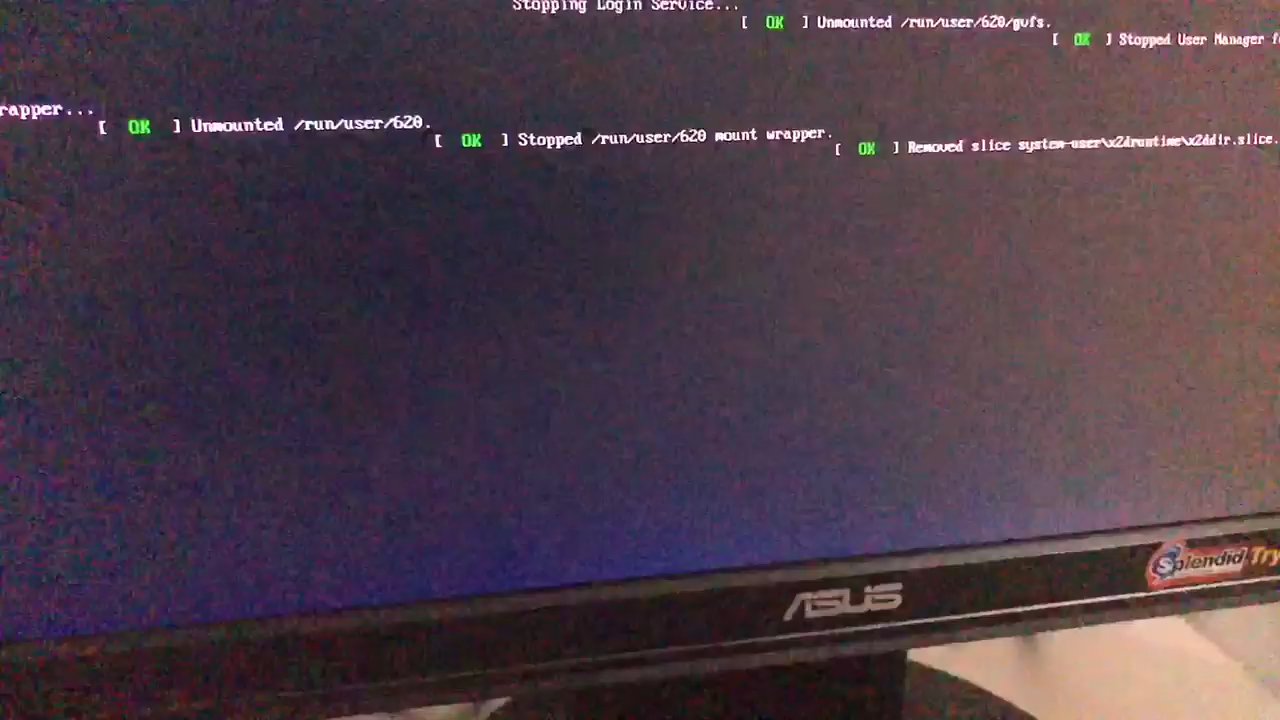 Stopping Login Service...
[ OK ] Unmounted /run/user/620/gvfs.
[ OK ] Stopped User Manager
rapper...
[ OK ] Unmounted /run/user/620.
[ OK ] Stopped /run/user/620 mount wrapper.
[ OK ] Removed slice system-user\x2druntime\x2ddir.slice.
ASUS
Splendid Try